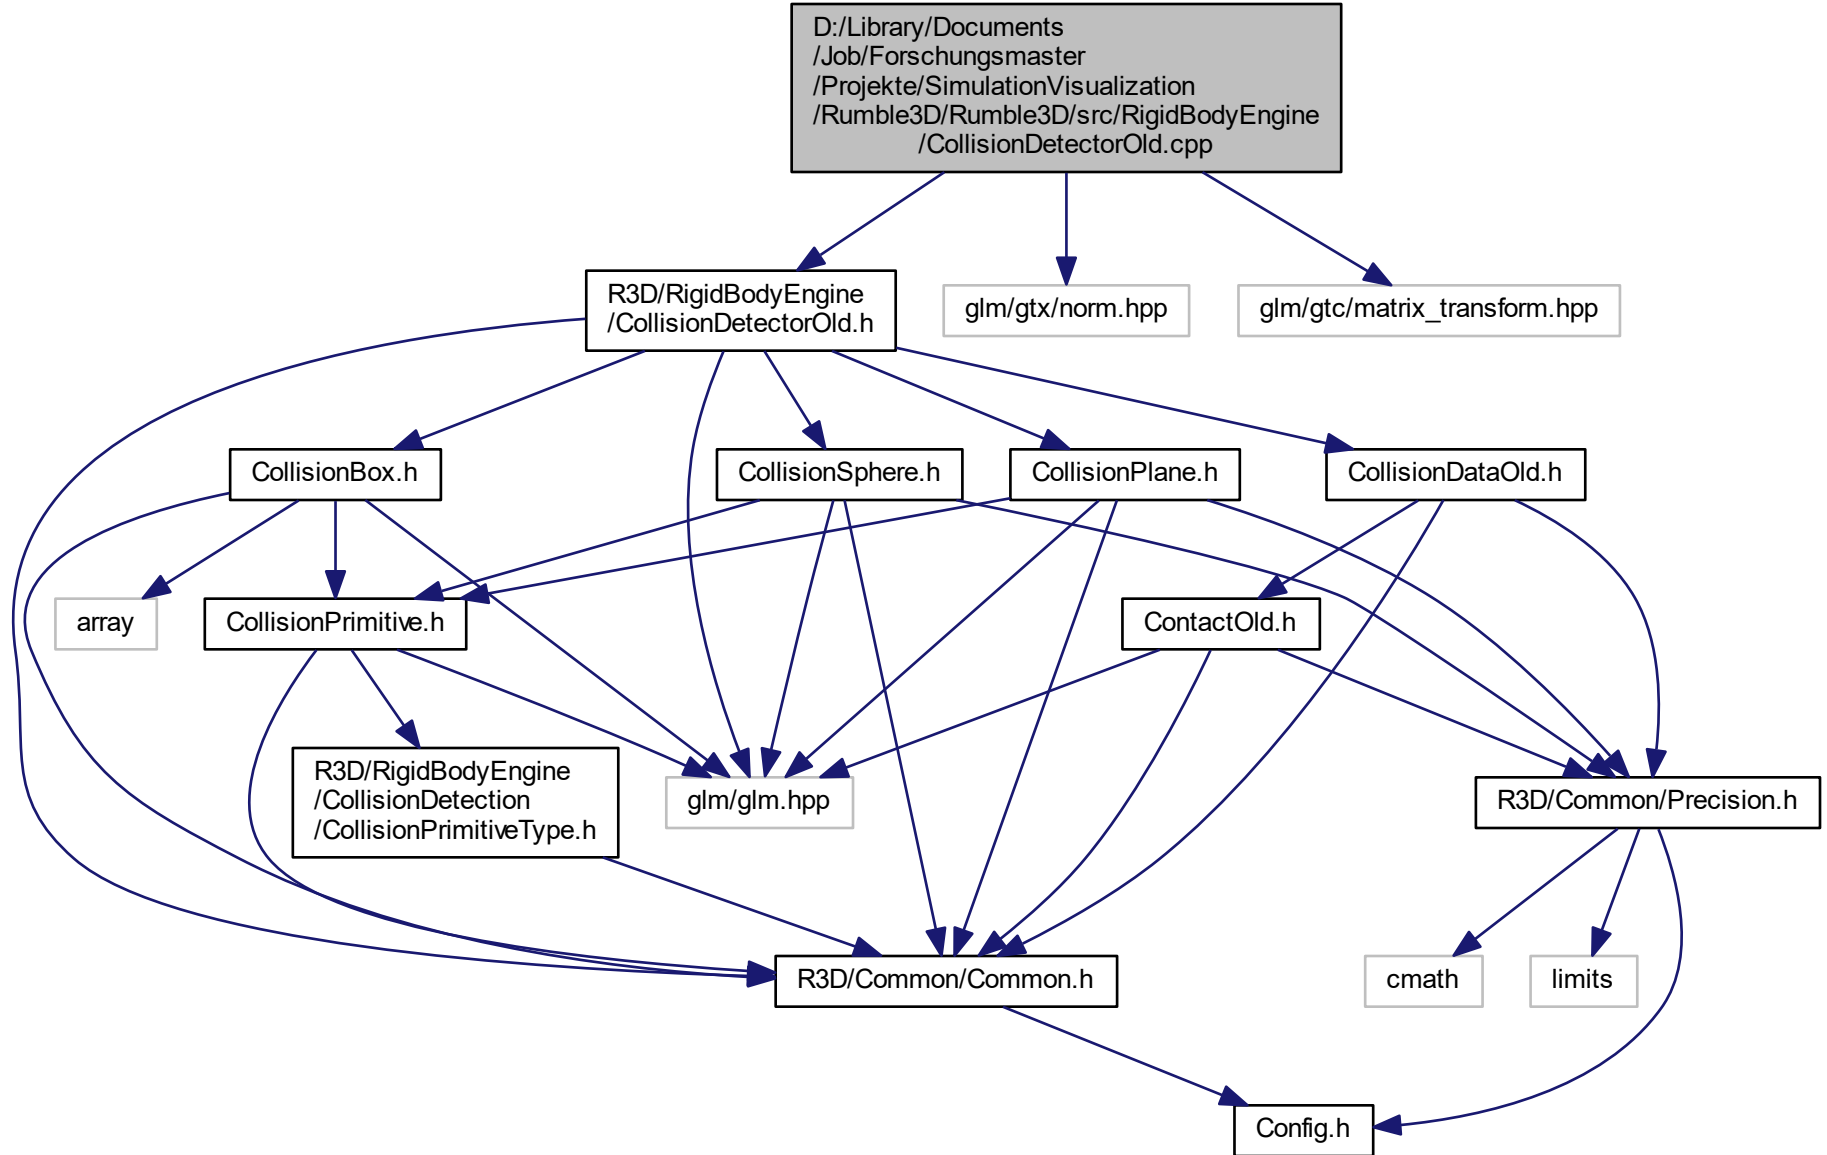 D:/Library/Documents
/Job/Forschungsmaster
/Projekte/SimulationVisualization
/Rumble3D/Rumble3D/src/RigidBodyEngine
/CollisionDetectorOld.cpp
R3D/RigidBodyEngine
/CollisionDetectorOld.h
glm/gtx/norm.hpp
glm/gtc/matrix_transform.hpp
CollisionBox.h
CollisionSphere.h
CollisionPlane.h
CollisionDataOld.h
array
CollisionPrimitive.h
ContactOld.h
R3D/RigidBodyEngine
/CollisionDetection
/CollisionPrimitiveType.h
glm/glm.hpp
R3D/Common/Precision.h
R3D/Common/Common.h
cmath
limits
Config.h